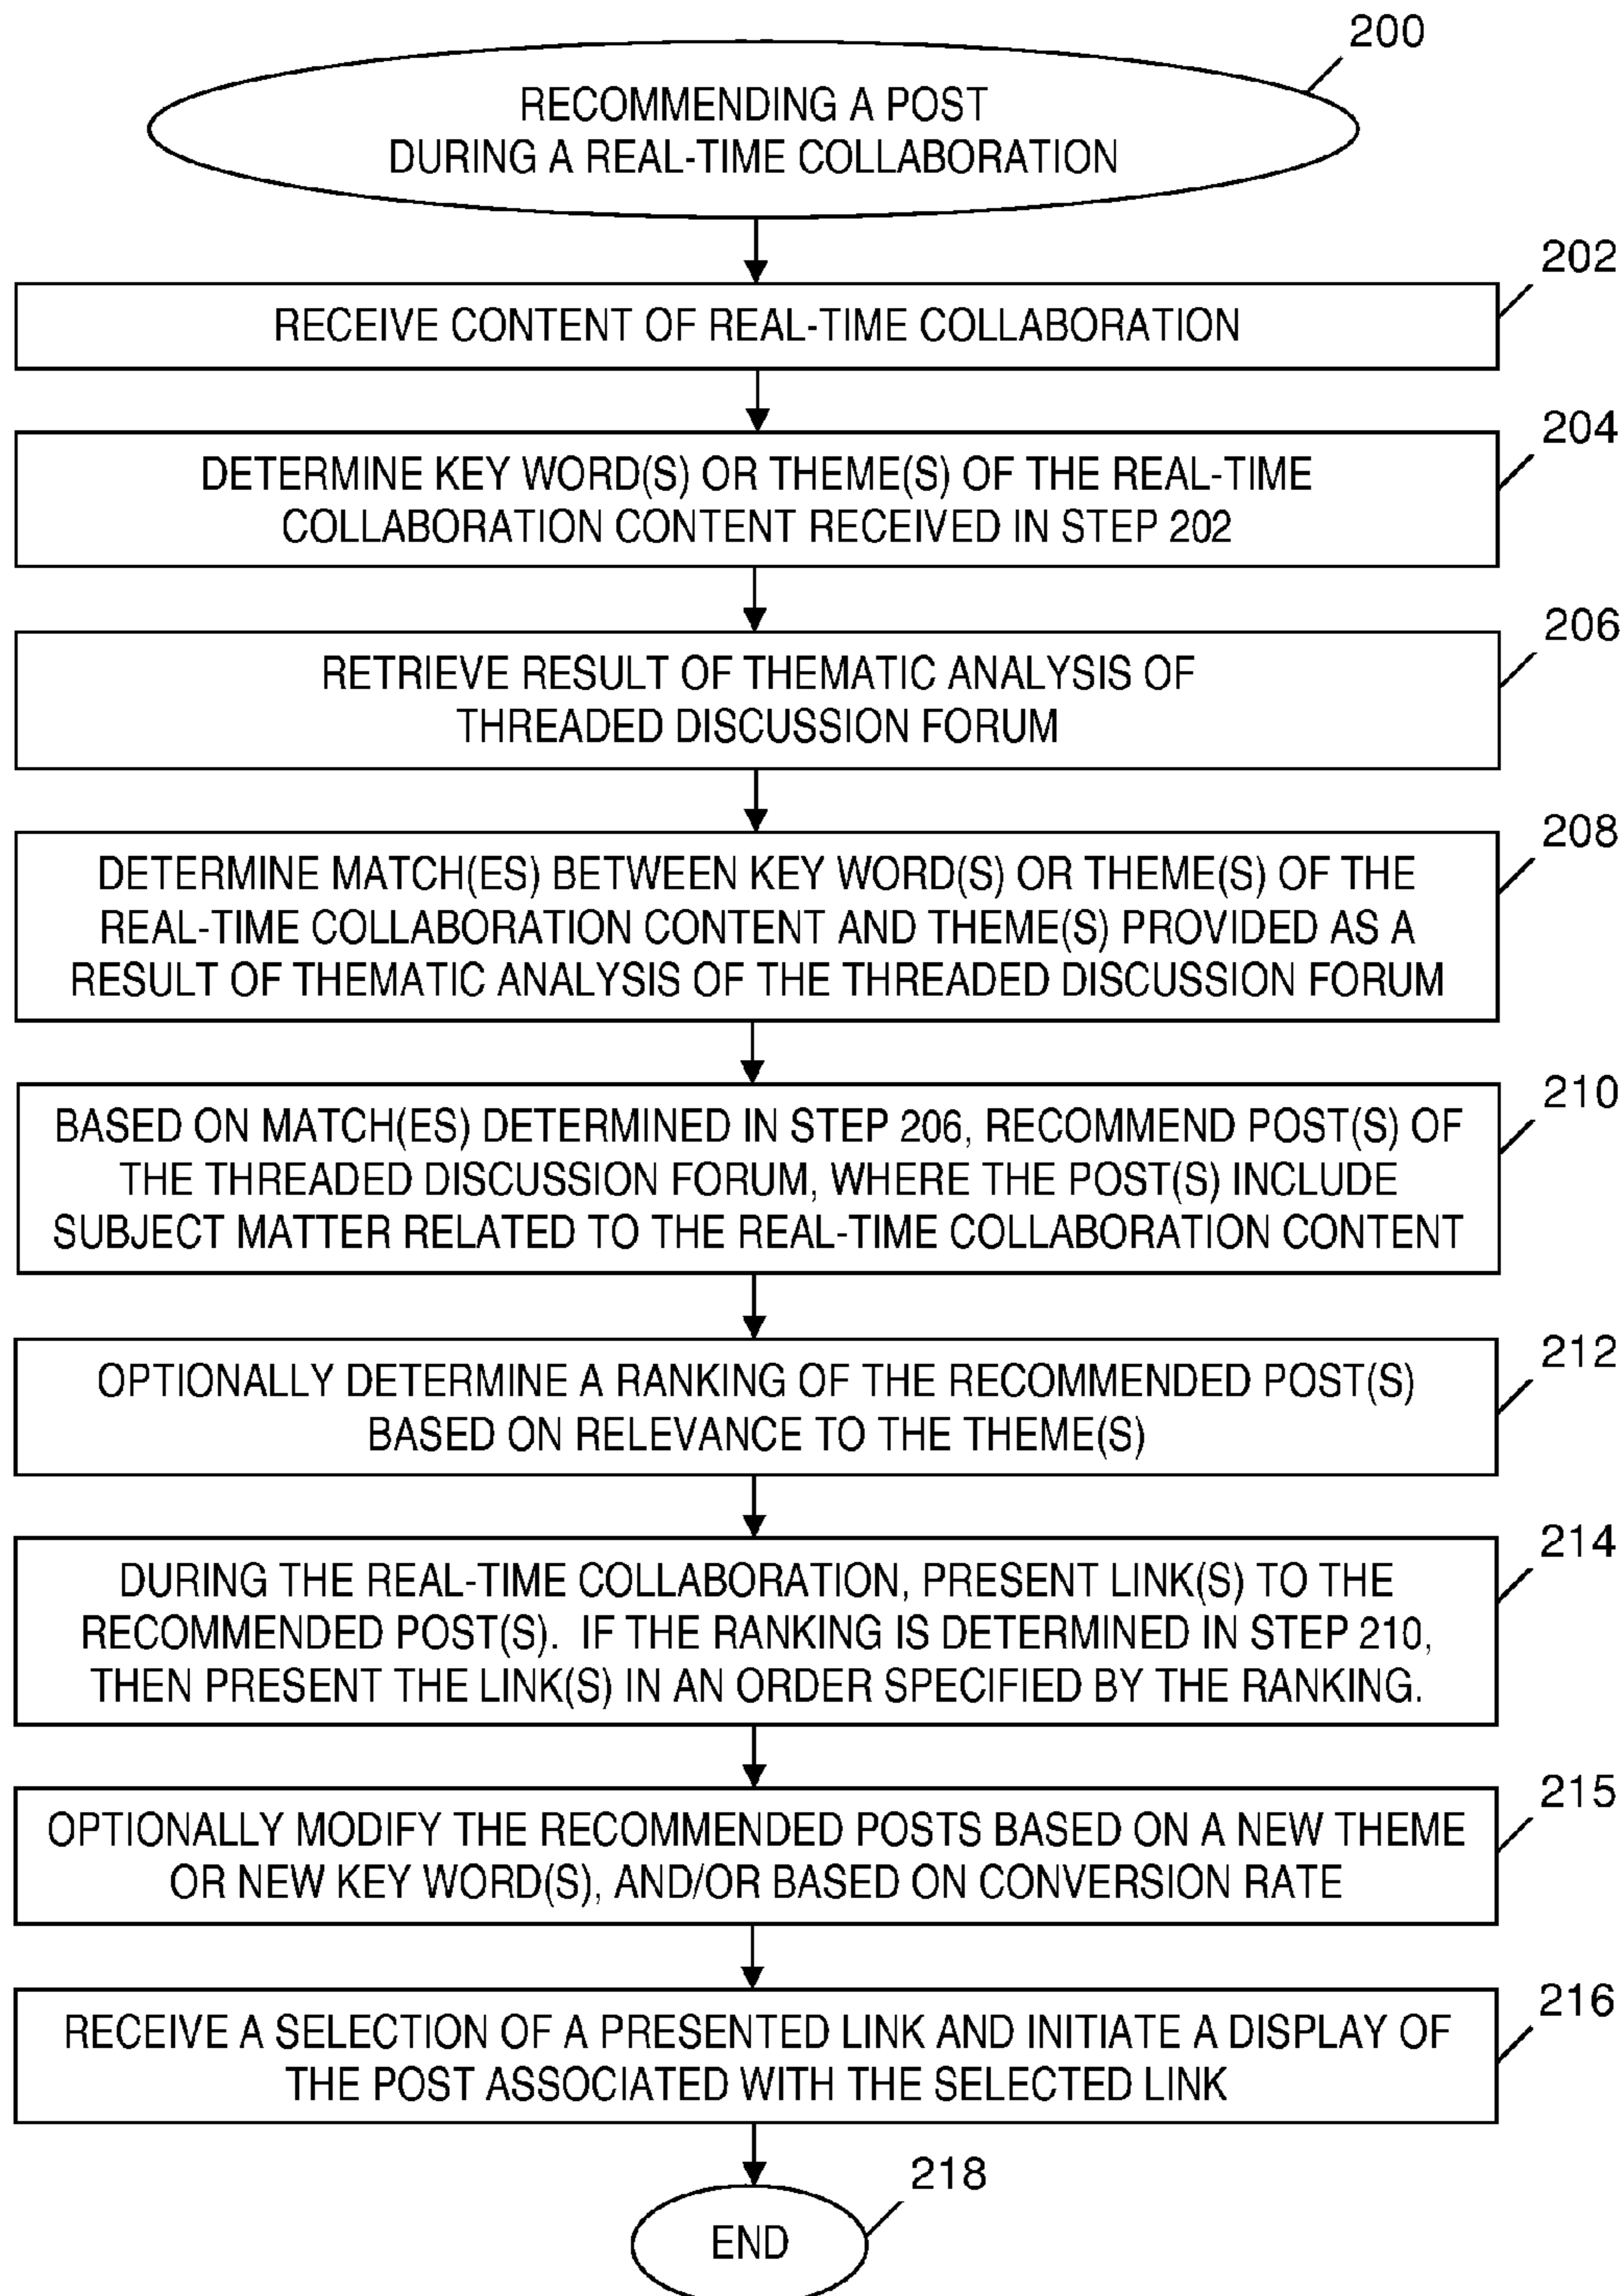 200
RECOMMENDING A POST
DURING A REAL-TIME COLLABORATION
202
RECEIVE CONTENT OF REAL-TIME COLLABORATION
204
DETERMINE KEY WORD(S) OR THEME(S) OF THE REAL-TIME
COLLABORATION CONTENT RECEIVED IN STEP 202
206
RETRIEVE RESULT OF THEMATIC ANALYSIS OF
THREADED DISCUSSION FORUM
208
DETERMINE MATCH(ES) BETWEEN KEY WORD(S) OR THEME(S) OF THE
REAL-TIME COLLABORATION CONTENT AND THEME(S) PROVIDED AS A
RESULT OF THEMATIC ANALYSIS OF THE THREADED DISCUSSION FORUM
210
BASED ON MATCH(ES) DETERMINED IN STEP 206, RECOMMEND POST(S) OF
THE THREADED DISCUSSION FORUM, WHERE THE POST(S) INCLUDE
SUBJECT MATTER RELATED TO THE REAL-TIME COLLABORATION CONTENT
212
OPTIONALLY DETERMINE A RANKING OF THE RECOMMENDED POST(S)
BASED ON RELEVANCE TO THE THEME(S)
214
DURING THE REAL-TIME COLLABORATION, PRESENT LINK(S) TO THE
RECOMMENDED POST(S). IF THE RANKING IS DETERMINED IN STEP 210,
THEN PRESENT THE LINK(S) IN AN ORDER SPECIFIED BY THE RANKING.
215
OPTIONALLY MODIFY THE RECOMMENDED POSTS BASED ON A NEW THEME
OR NEW KEY WORD(S), AND/OR BASED ON CONVERSION RATE
216
RECEIVE A SELECTION OF A PRESENTED LINK AND INITIATE A DISPLAY OF
THE POST ASSOCIATED WITH THE SELECTED LINK
218
END